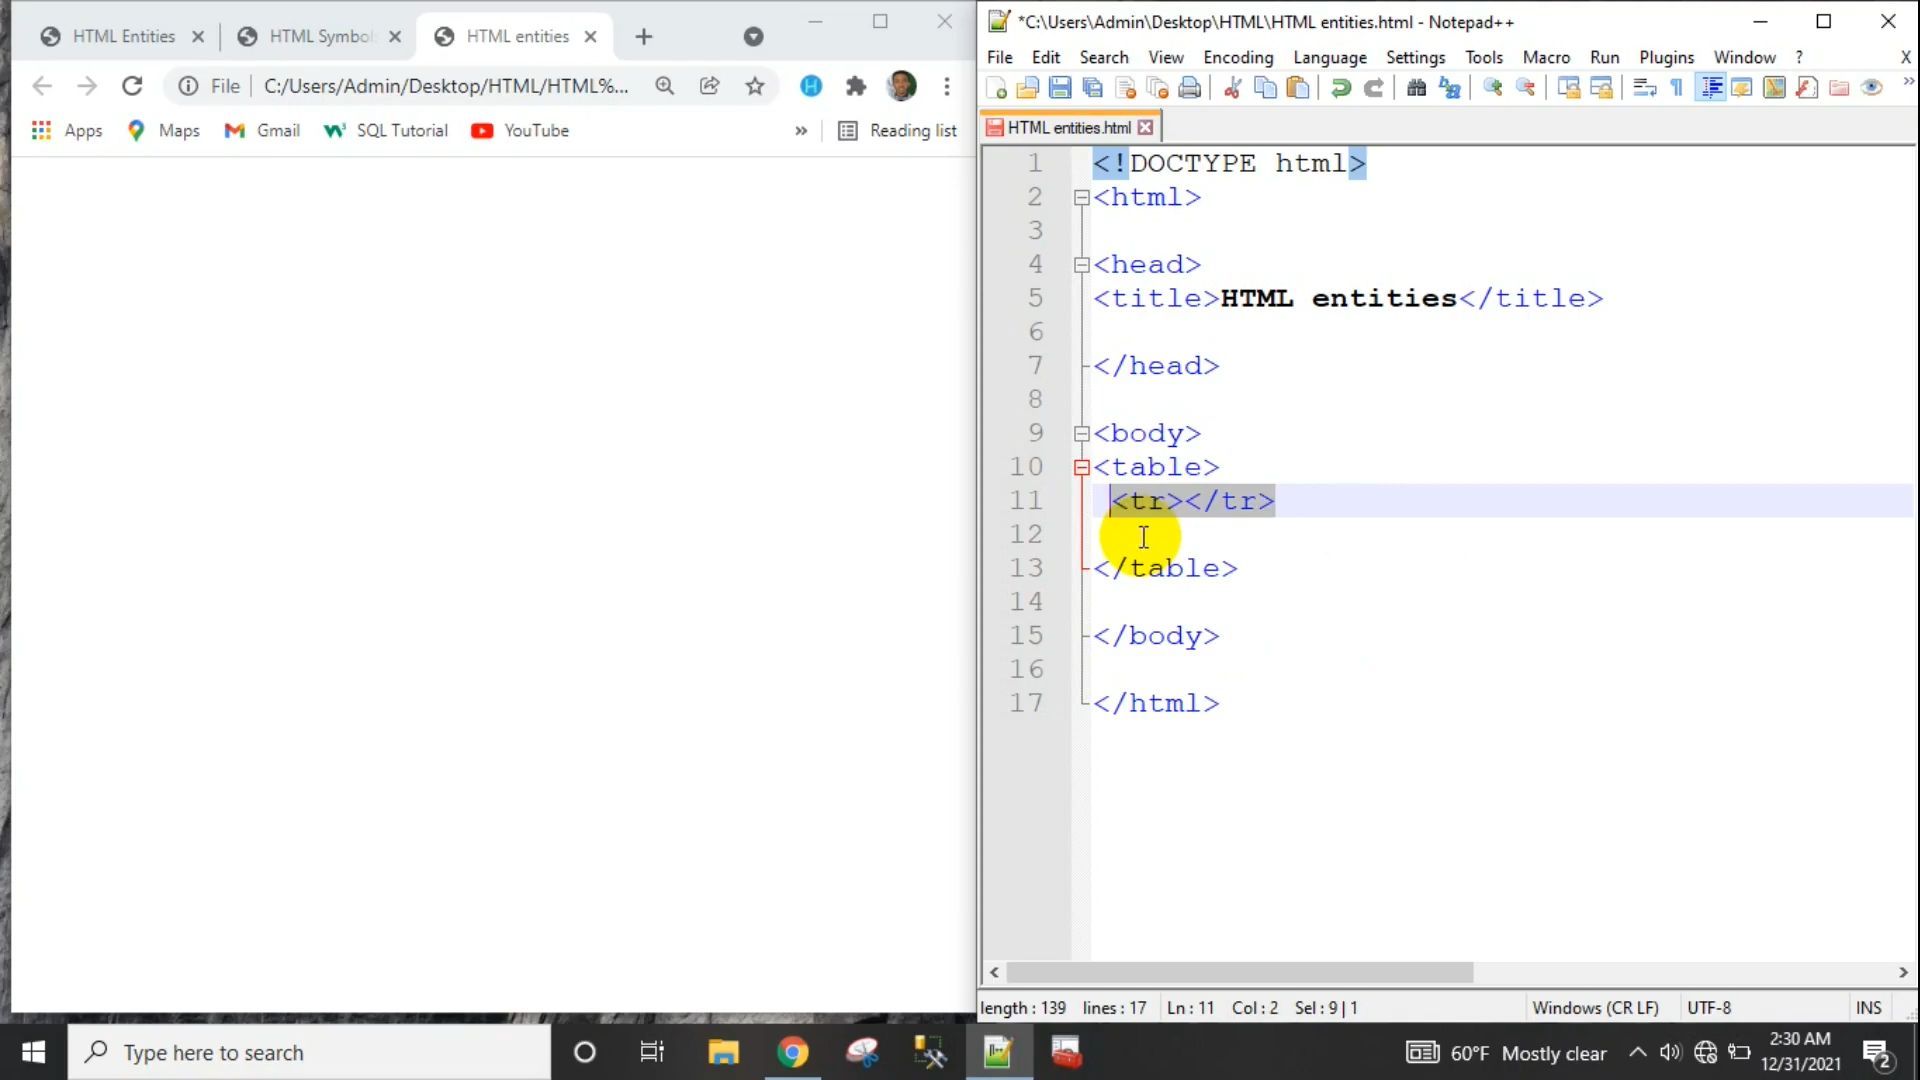 HTML Entities
HTML Symbol
HTML entities
File
C:/Users/Admin/Desktop/HTML/HTML%...
Apps
Maps
Gmail
SQL Tutorial
YouTube
»
Reading list
*C:\Users\Admin\Desktop\HTML\HTML entities.html - Notepad++
File Edit Search View Encoding Language Settings Tools Macro Run Plugins Window ? X
HTML entities.html
1 <!DOCTYPE html>
2 <html>
3
4 <head>
5 <title>HTML entities</title>
6
7 </head>
8
9 <body>
10 <table>
11 <tr></tr>
12
13 </table>
14
15 </body>
16
17 </html>
length : 139 lines : 17 Ln : 11 Col : 2 Sel : 9 | 1 Windows (CR LF) UTF-8 INS
Type here to search
60°F Mostly clear
2:30 AM
12/31/2021
2